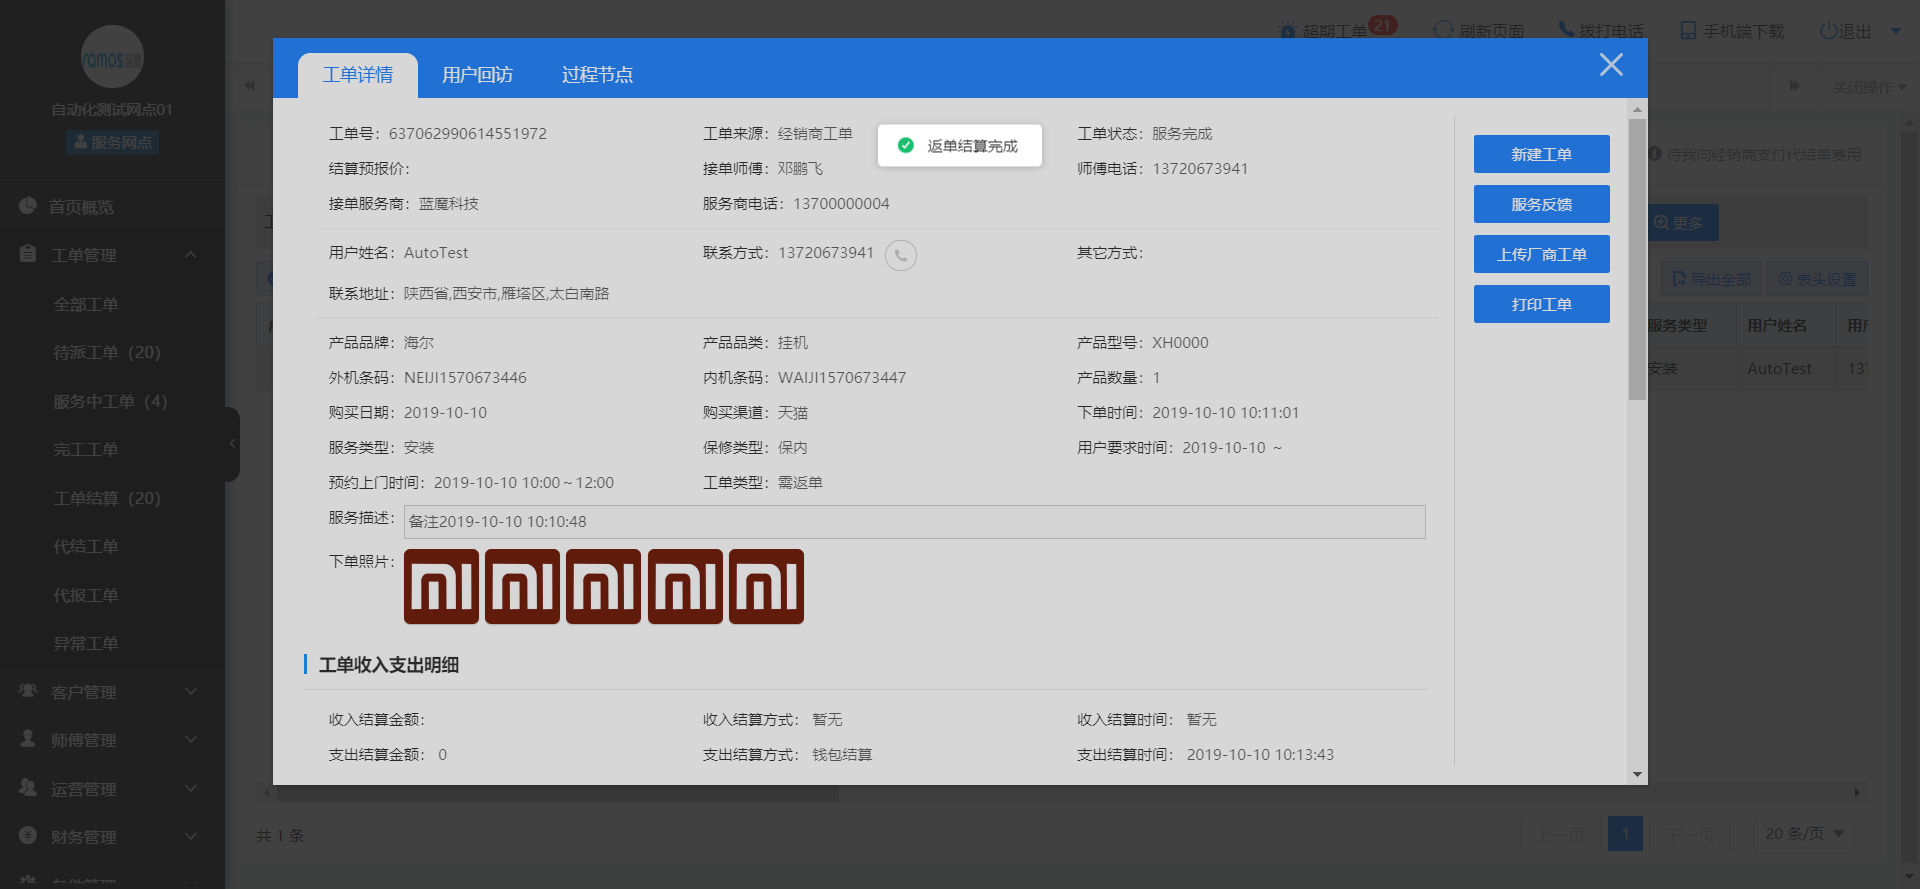 超期工单 21
刷新页面
拨打电话
手机端下载
退出
ramos
自动化测试网点01
服务网点
首页概览
工单管理
全部工单
待派工单（20）
服务中工单（4）
完工工单
工单结算（20）
代结工单
代报工单
异常工单
客户管理
师傅管理
运营管理
财务管理
关闭操作
待我向经销商支付代结单费用
更多
导出全部
表头设置
服务类型 用户姓名
安装 AutoTest
工单详情 用户回访 过程节点
返单结算完成
工单号：637062990614551972 工单来源：经销商工单 工单状态：服务完成
结算预报价： 接单师傅：邓鹏飞 师傅电话：13720673941
接单服务商：蓝魔科技 服务商电话：13700000004
用户姓名：AutoTest 联系方式：13720673941 其它方式：
联系地址：陕西省,西安市,雁塔区,太白南路
产品品牌：海尔 产品品类：挂机 产品型号：XH0000
外机条码：NEIJI1570673446 内机条码：WAIJI1570673447 产品数量：1
购买日期：2019-10-10 购买渠道：天猫 下单时间：2019-10-10 10:11:01
服务类型：安装 保修类型：保内 用户要求时间：2019-10-10 ~
预约上门时间：2019-10-10 10:00 ~ 12:00 工单类型：需返单
服务描述：备注2019-10-10 10:10:48
下单照片：
工单收入支出明细
收入结算金额： 收入结算方式：暂无 收入结算时间：暂无
支出结算金额：0 支出结算方式：钱包结算 支出结算时间：2019-10-10 10:13:43
新建工单
服务反馈
上传厂商工单
打印工单
共 1 条
上一页 1 下一页 20 条/页